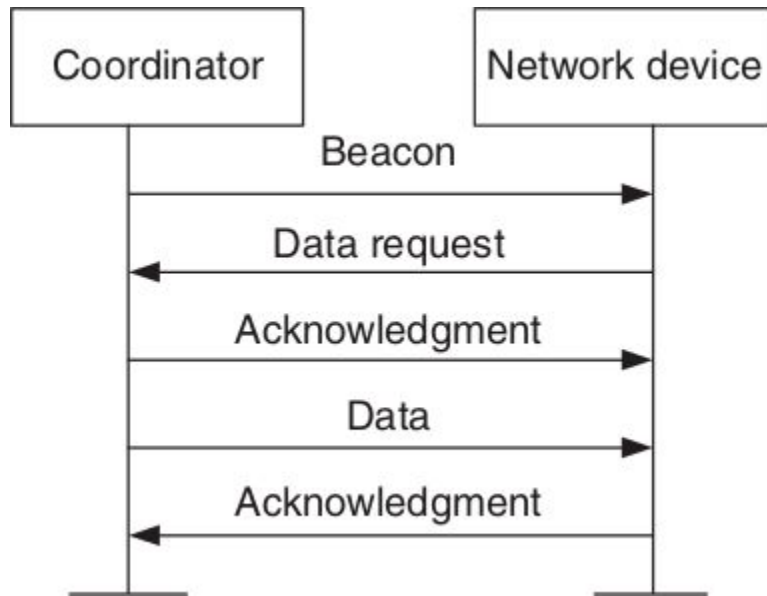 Coordinator
Network device
Beacon
Data request
Acknowledgment
Data
Acknowledgment